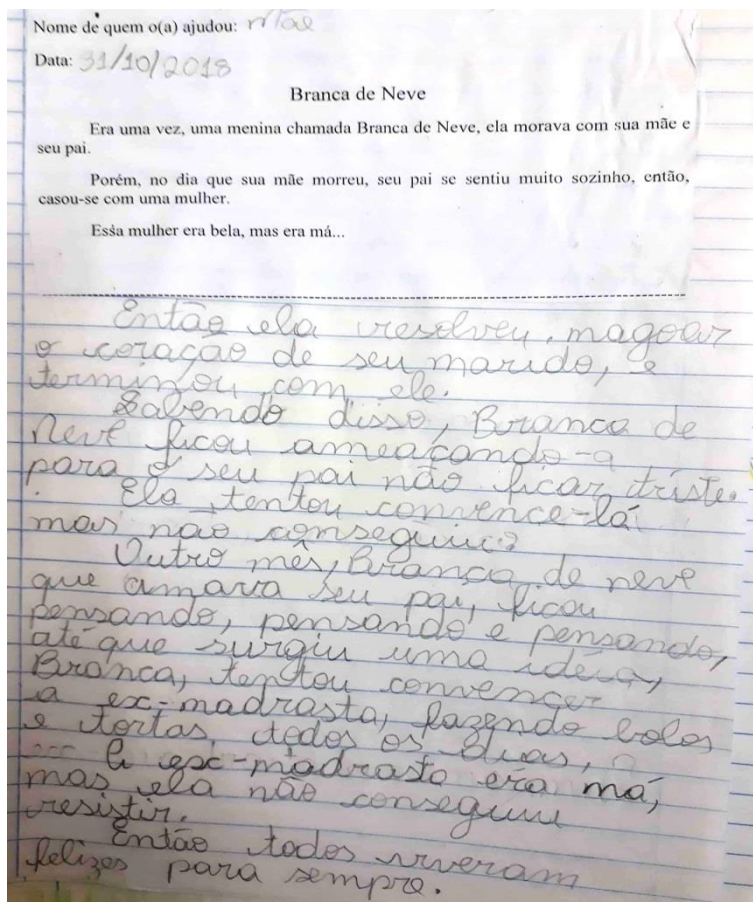 Nome de quem o(a) ajudou: Mãe
Data: 31/10/2018
Branca de Neve
Era uma vez, uma menina chamada Branca de Neve, ela morava com sua mãe e
seu pai.
Porém, no dia que sua mãe morreu, seu pai se sentiu muito sozinho, então,
casou-se com uma mulher.
Essa mulher era bela, mas era má...
Então ela resolveu, magoar
o coração de seu marido, e
terminou com ele.
Sabendo disso, Branca de
Neve ficou ameaçando-a
para o seu pai não ficar triste.
Ela tentou convence-lá
mas não conseguiu
Outro mês, Branca de neve
que amava seu pai, ficou
pensando, pensando e pensando,
até que surgiu uma idéia,
Branca, tentou convençer
a ex-madrasta, fazendo bolos
e tortas, todos os dias,
A ex-madrasta era má,
mas ela não conseguiu
resistir.
Então todos viveram
felizes para sempre.